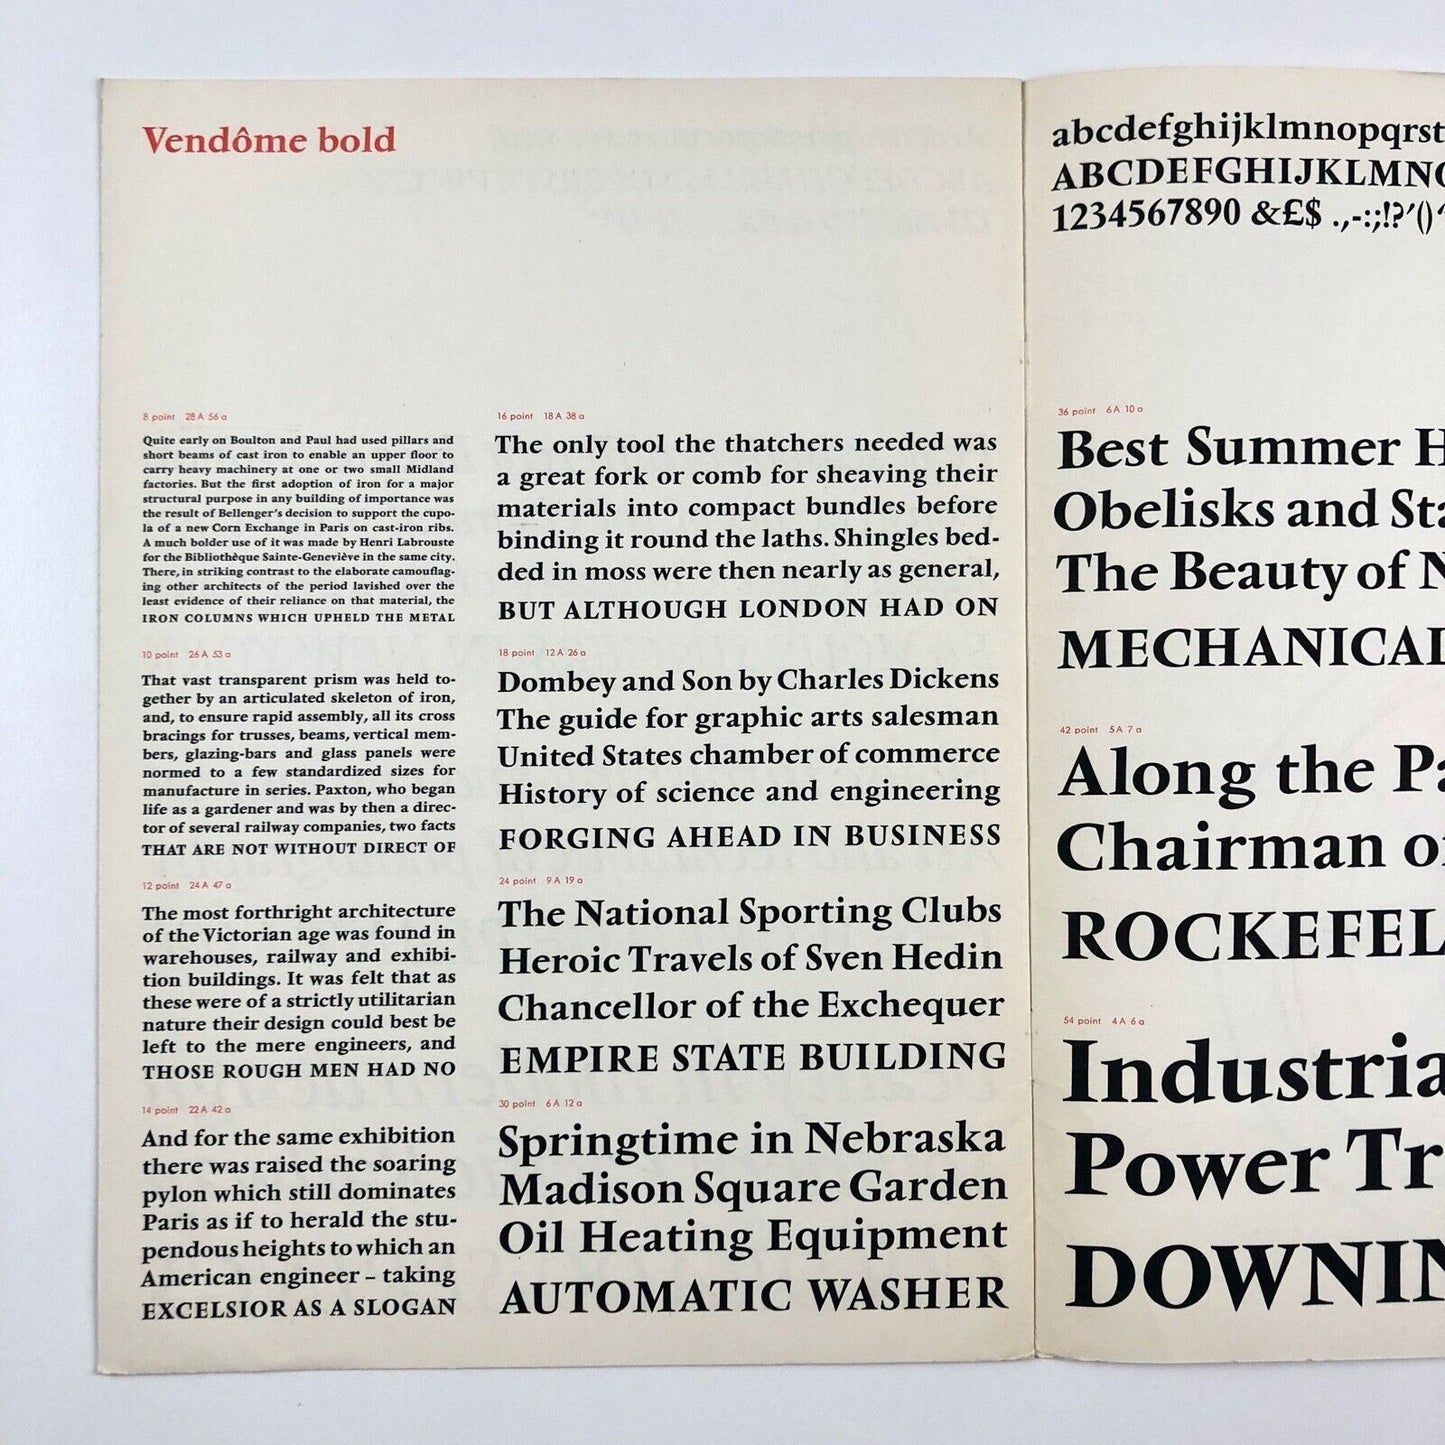 Vendôme bold
8 point 28 A 56 a
Quite early on Boulton and Paul had used pillars and
short beams of cast iron to enable an upper floor to
carry heavy machinery at one or two small Midland
factories. But the first adoption of iron for a major
structural purpose in any building of importance was
the result of Bellenger's decision to support the cupo-
la of a new Corn Exchange in Paris on cast-iron ribs.
A much bolder use of it was made by Henri Labrouste
for the Bibliothèque Sainte-Geneviève in the same city.
There, in striking contrast to the elaborate camouflag-
ing other architects of the period lavished over the
least evidence of their reliance on that material, the
IRON COLUMNS WHICH UPHELD THE METAL
10 point 26 A 53 a
That vast transparent prism was held to-
gether by an articulated skeleton of iron,
and, to ensure rapid assembly, all its cross
bracings for trusses, beams, vertical mem-
bers, glazing-bars and glass panels were
normed to a few standardized sizes for
manufacture in series. Paxton, who began
life as a gardener and was by then a direc-
tor of several railway companies, two facts
THAT ARE NOT WITHOUT DIRECT OF
12 point 24 A 47 a
The most forthright architecture
of the Victorian age was found in
warehouses, railway and exhibi-
tion buildings. It was felt that as
these were of a strictly utilitarian
nature their design could best be
left to the mere engineers, and
THOSE ROUGH MEN HAD NO
14 point 22 A 42 a
And for the same exhibition
there was raised the soaring
pylon which still dominates
Paris as if to herald the stu-
pendous heights to which an
American engineer – taking
EXCELSIOR AS A SLOGAN
16 point 18 A 38 a
The only tool the thatchers needed was
a great fork or comb for sheaving their
materials into compact bundles before
binding it round the laths. Shingles bed-
ded in moss were then nearly as general,
BUT ALTHOUGH LONDON HAD ON
18 point 12 A 26 a
Dombey and Son by Charles Dickens
The guide for graphic arts salesman
United States chamber of commerce
History of science and engineering
FORGING AHEAD IN BUSINESS
24 point 9 A 19 a
The National Sporting Clubs
Heroic Travels of Sven Hedin
Chancellor of the Exchequer
EMPIRE STATE BUILDING
30 point 6 A 12 a
Springtime in Nebraska
Madison Square Garden
Oil Heating Equipment
AUTOMATIC WASHER
abcdefghijklmnopqrst
ABCDEFGHIJKLMN
1234567890 &£$ .,-:;!?'()‘
36 point 6 A 10 a
Best Summer H
Obelisks and Sta
The Beauty of N
MECHANICAL
42 point 5 A 7 a
Along the Pa
Chairman o
ROCKEFEL
54 point 4 A 6 a
Industria
Power Tr
DOWNIN